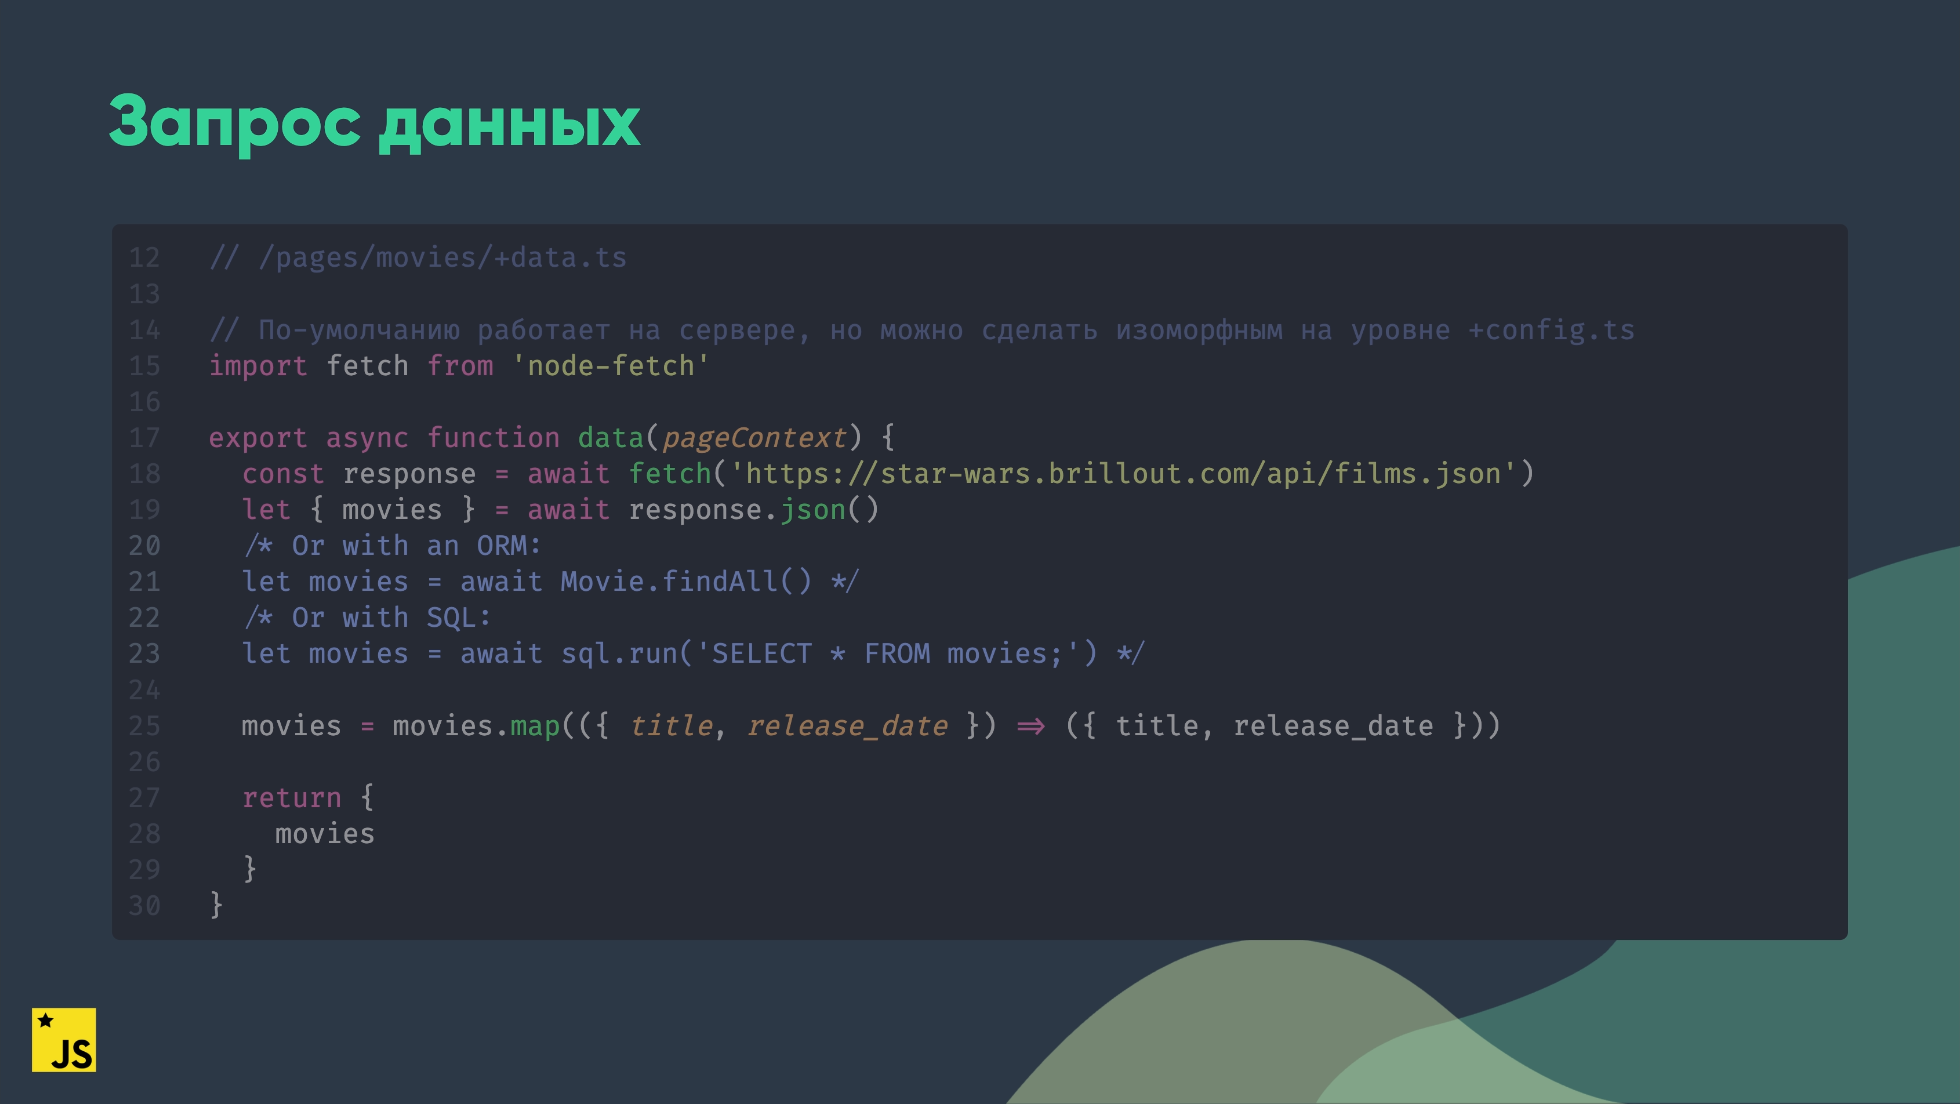 Запрос данных
12 // /pages/movies/+data.ts
13
14 // По-умолчанию работает на сервере, но можно сделать изоморфным на уровне +config.ts
15 import fetch from 'node-fetch'
16
17 export async function data(pageContext) {
18   const response = await fetch('https://star-wars.brillout.com/api/films.json')
19   let { movies } = await response.json()
20   /* Or with an ORM:
21   let movies = await Movie.findAll() */
22   /* Or with SQL:
23   let movies = await sql.run('SELECT * FROM movies;') */
24
25   movies = movies.map(({ title, release_date }) => ({ title, release_date }))
26
27   return {
28     movies
29   }
30 }
JS